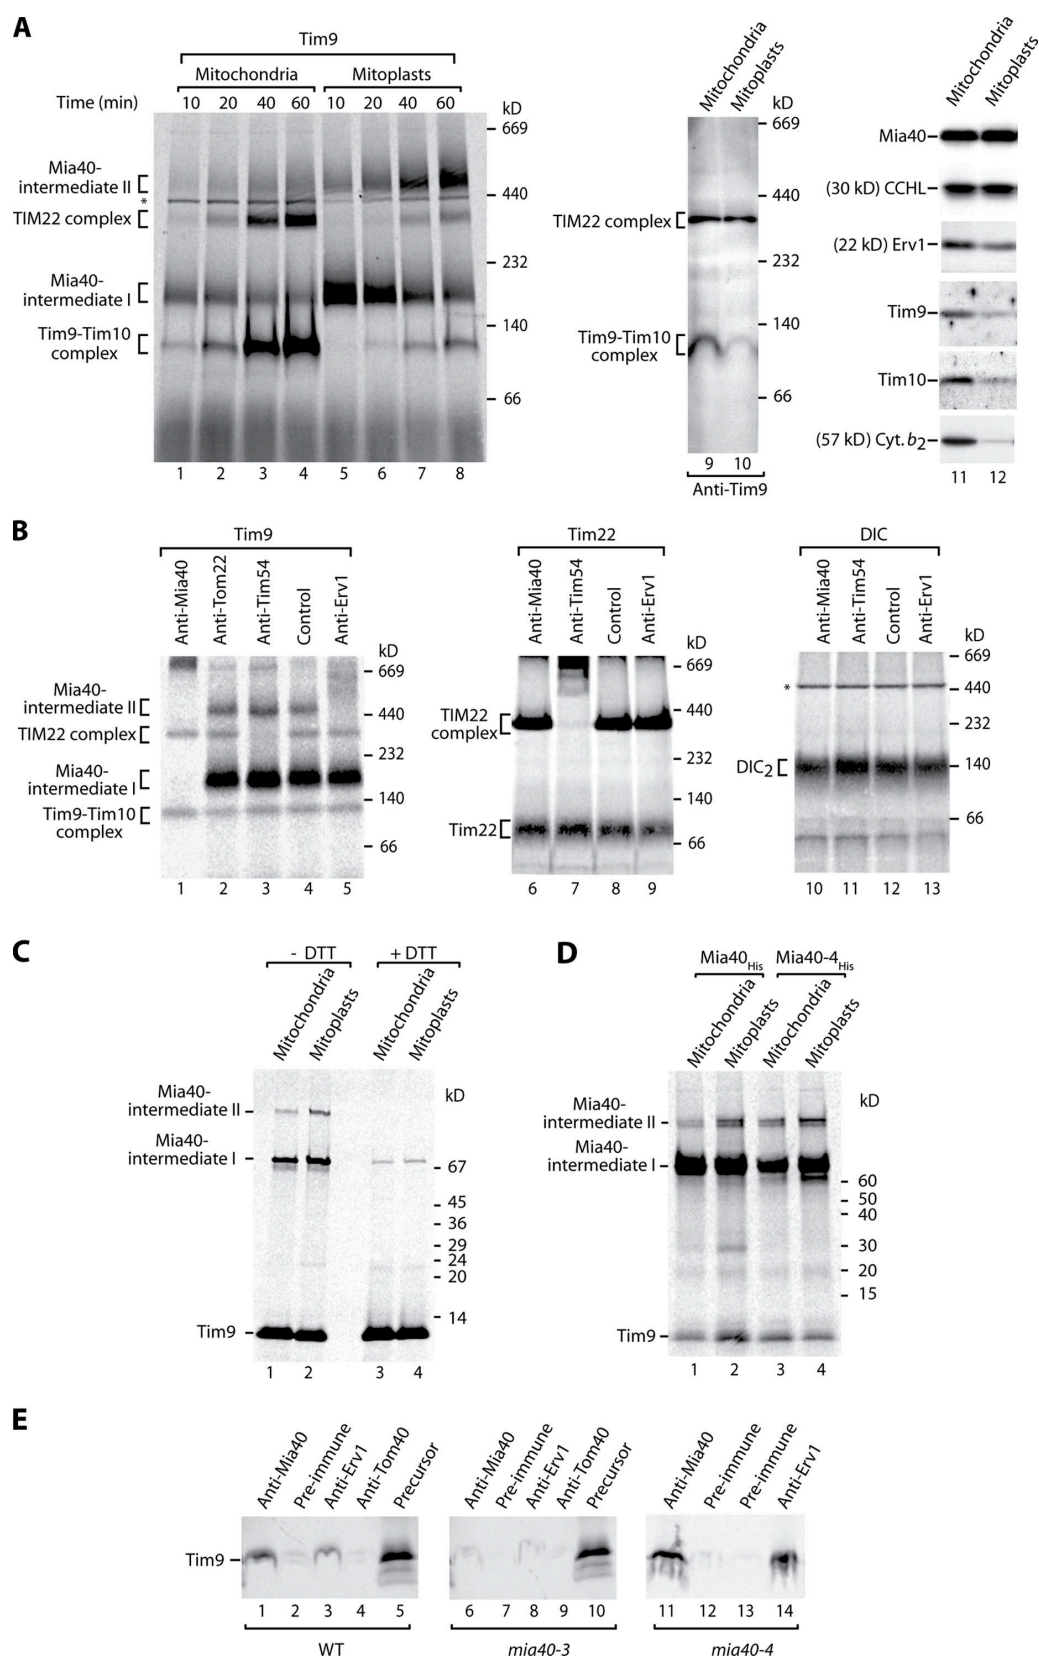 A
Tim9
Mitochondria Mitoplasts
Time (min) 10 20 40 60 10 20 40 60
kD
669
Mia40-
intermediate II
440
*
TIM22 complex
232
Mia40-
intermediate I
140
Tim9-Tim10
complex
66
1 2 3 4 5 6 7 8
Mitochondria
Mitoplasts
kD
669
440
TIM22 complex
232
140
Tim9-Tim10
complex
66
9 10
Anti-Tim9
Mitochondria
Mitoplasts
Mia40
(30 kD) CCHL
(22 kD) Erv1
Tim9
Tim10
(57 kD) Cyt. b2
11 12
B
Tim9
Anti-Mia40
Anti-Tom22
Anti-Tim54
Control
Anti-Erv1
kD
669
Mia40-
intermediate II
440
TIM22 complex
232
Mia40-
intermediate I
140
Tim9-Tim10
complex
66
1 2 3 4 5
Tim22
Anti-Mia40
Anti-Tim54
Control
Anti-Erv1
kD
669
440
TIM22
complex
232
140
Tim22
66
6 7 8 9
DIC
Anti-Mia40
Anti-Tim54
Control
Anti-Erv1
kD
669
*
440
232
DIC2
140
66
10 11 12 13
C
- DTT + DTT
Mitochondria
Mitoplasts
Mitochondria
Mitoplasts
kD
Mia40-
intermediate II
Mia40-
intermediate I
67
45
36
29
24
20
14
Tim9
1 2 3 4
D
Mia40His Mia40-4His
Mitochondria
Mitoplasts
Mitochondria
Mitoplasts
kD
Mia40-
intermediate II
Mia40-
intermediate I
60
50
40
30
20
15
Tim9
1 2 3 4
E
Anti-Mia40
Pre-immune
Anti-Erv1
Anti-Tom40
Precursor
Anti-Mia40
Pre-immune
Anti-Erv1
Anti-Tom40
Precursor
Anti-Mia40
Pre-immune
Pre-immune
Anti-Erv1
Tim9
1 2 3 4 5 6 7 8 9 10 11 12 13 14
WT mia40-3 mia40-4